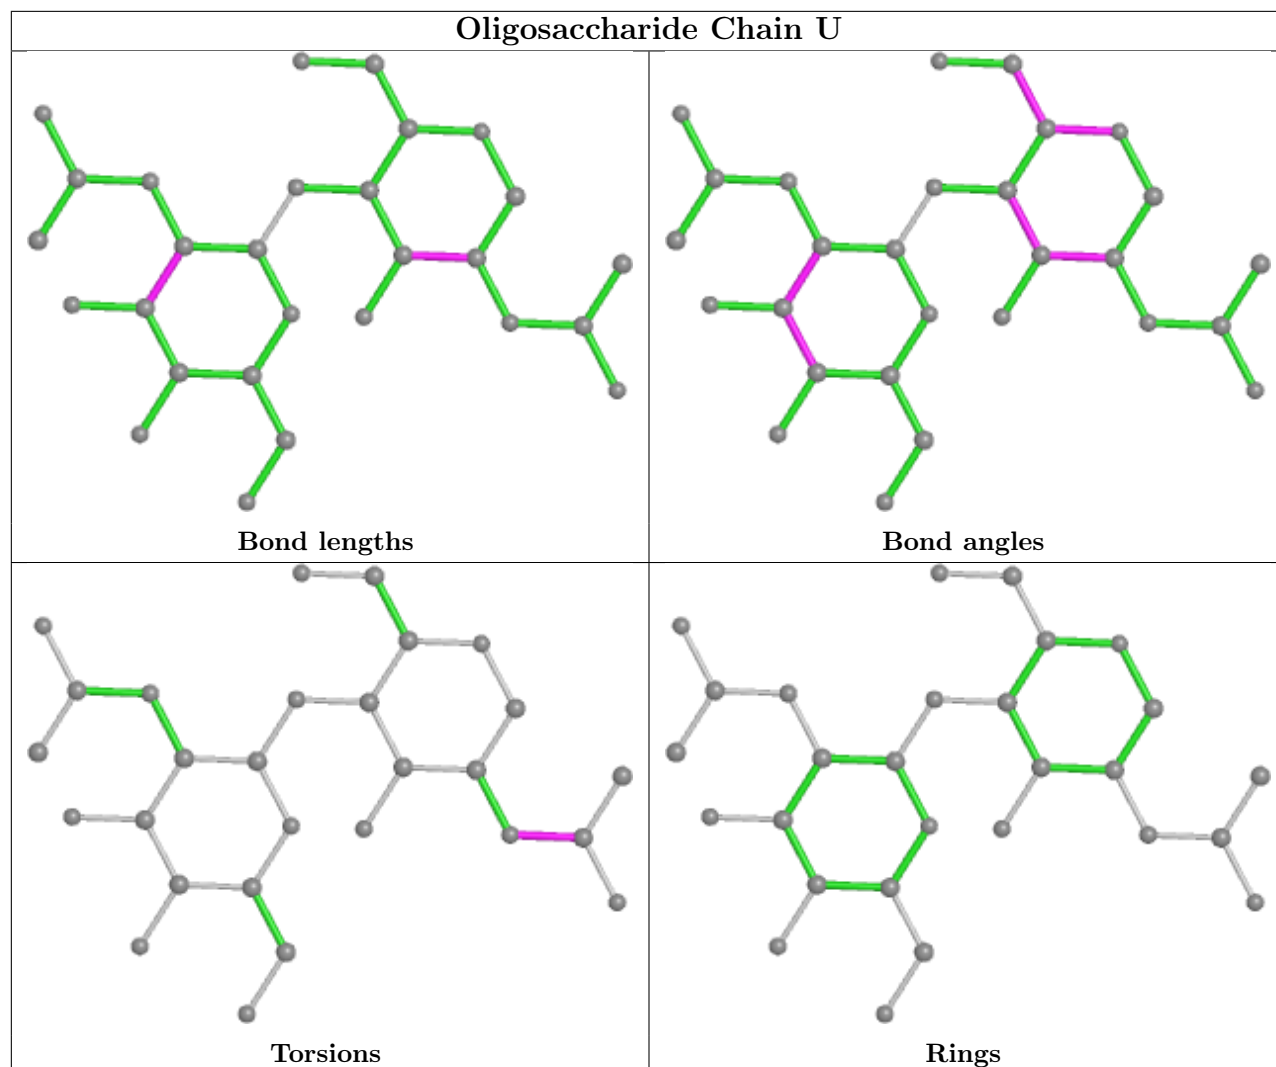 Oligosaccharide Chain U
Bond lengths
Bond angles
Torsions
Rings